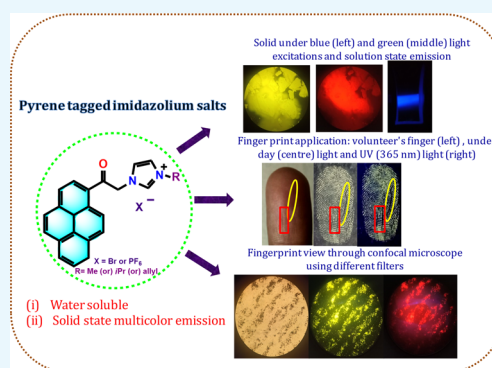 Pyrene tagged imidazolium salts
O
N
N
+
R
X −
X = Br or PF6
R= Me (or) iPr (or) allyl
(i) Water soluble
(ii) Solid state multicolor emission
Solid under blue (left) and green (middle) light
excitations and solution state emission
Finger print application: volunteer's finger (left) , unde
day (centre) light and UV (365 nm) light (right)
Fingerprint view through confocal microscope
using different filters